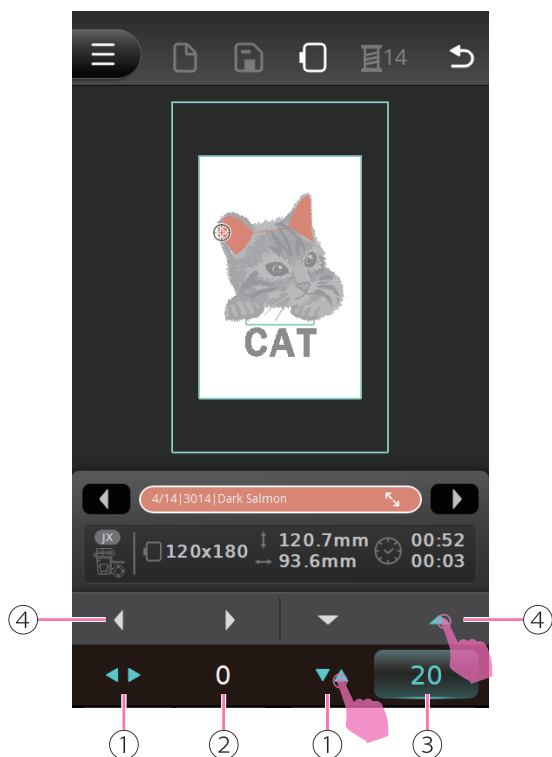 14
CAT
4/14|3014|Dark Salmon
JX
120x180 120.7mm 00:52
93.6mm 00:03
④ ④
0 20
① ② ① ③